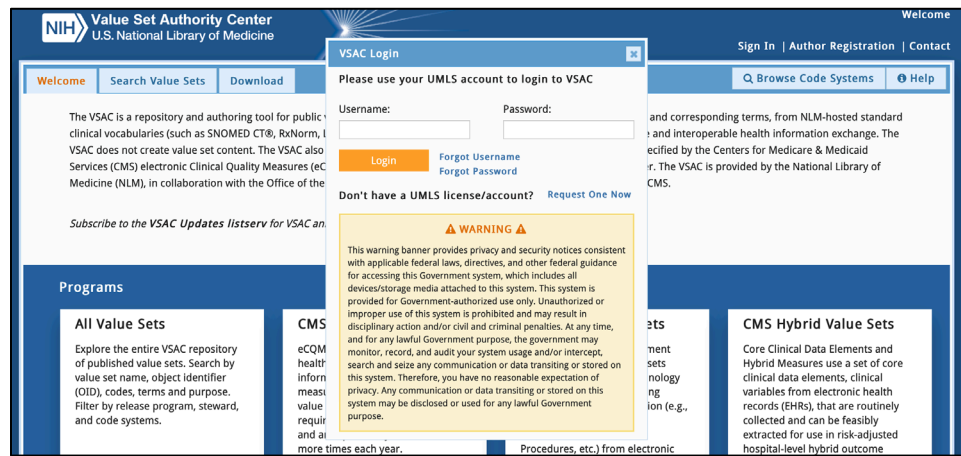 NIH Value Set Authority Center
U.S. National Library of Medicine
Welcome
Sign In | Author Registration | Contact
Welcome
Search Value Sets
Download
Browse Code Systems
Help
The VSAC is a repository and authoring tool for public
and corresponding terms, from NLM-hosted standard
clinical vocabularies (such as SNOMED CT®, RxNorm,
and interoperable health information exchange. The
VSAC does not create value set content. The VSAC also
ecified by the Centers for Medicare & Medicaid
Services (CMS) electronic Clinical Quality Measures (eC
r. The VSAC is provided by the National Library of
Medicine (NLM), in collaboration with the Office of the
CMS.
Subscribe to the VSAC Updates listserv for VSAC an
VSAC Login
Please use your UMLS account to login to VSAC
Username:
Password:
Login
Forgot Username
Forgot Password
Don't have a UMLS license/account? Request One Now
WARNING
This warning banner provides privacy and security notices consistent
with applicable federal laws, directives, and other federal guidance
for accessing this Government system, which includes all
devices/storage media attached to this system. This system is
provided for Government-authorized use only. Unauthorized or
improper use of this system is prohibited and may result in
disciplinary action and/or civil and criminal penalties. At any time,
and for any lawful Government purpose, the government may
monitor, record, and audit your system usage and/or intercept,
search and seize any communication or data transiting or stored on
this system. Therefore, you have no reasonable expectation of
privacy. Any communication or data transiting or stored on this
system may be disclosed or used for any lawful Government
purpose.
Programs
All Value Sets
Explore the entire VSAC repository
of published value sets. Search by
value set name, object identifier
(OID), codes, terms and purpose.
Filter by release program, steward,
and code systems.
CMS
eCQM
health
inform
measu
value
requir
and an
more times each year.
ets
ment
sets
nology
ng
ion (e.g.,
Procedures, etc.) from electronic
CMS Hybrid Value Sets
Core Clinical Data Elements and
Hybrid Measures use a set of core
clinical data elements, clinical
variables from electronic health
records (EHRs), that are routinely
collected and can be feasibly
extracted for use in risk-adjusted
hospital-level hybrid outcome